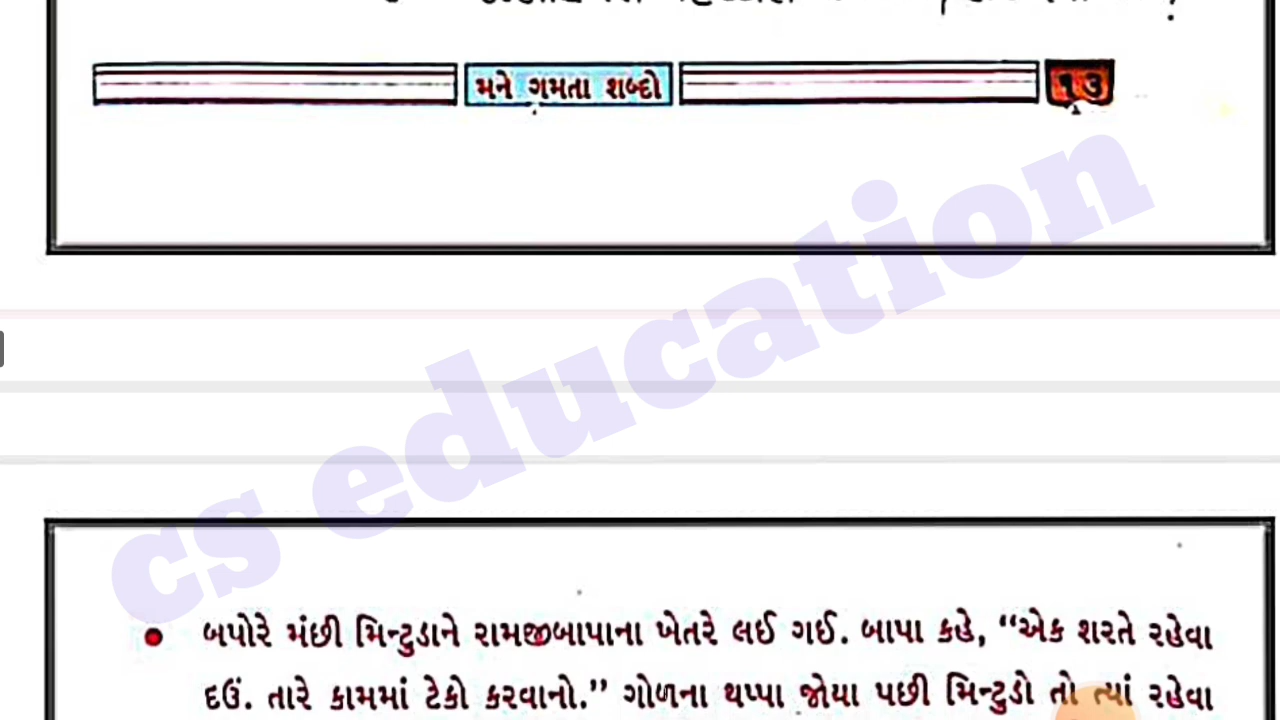 મને ગમતા શબ્દો
૧૩
cs education
બપોરે મંછી મિન્ટુડાને રામજીબાપાના ખેતરે લઈ ગઈ. બાપા કહે, “એક શરતે રહેવા
દઉં. તારે કામમાં ટેકો કરવાનો.” ગોળના થપ્પા જોયા પછી મિન્ટુડો તો ત્યાં રહેવા